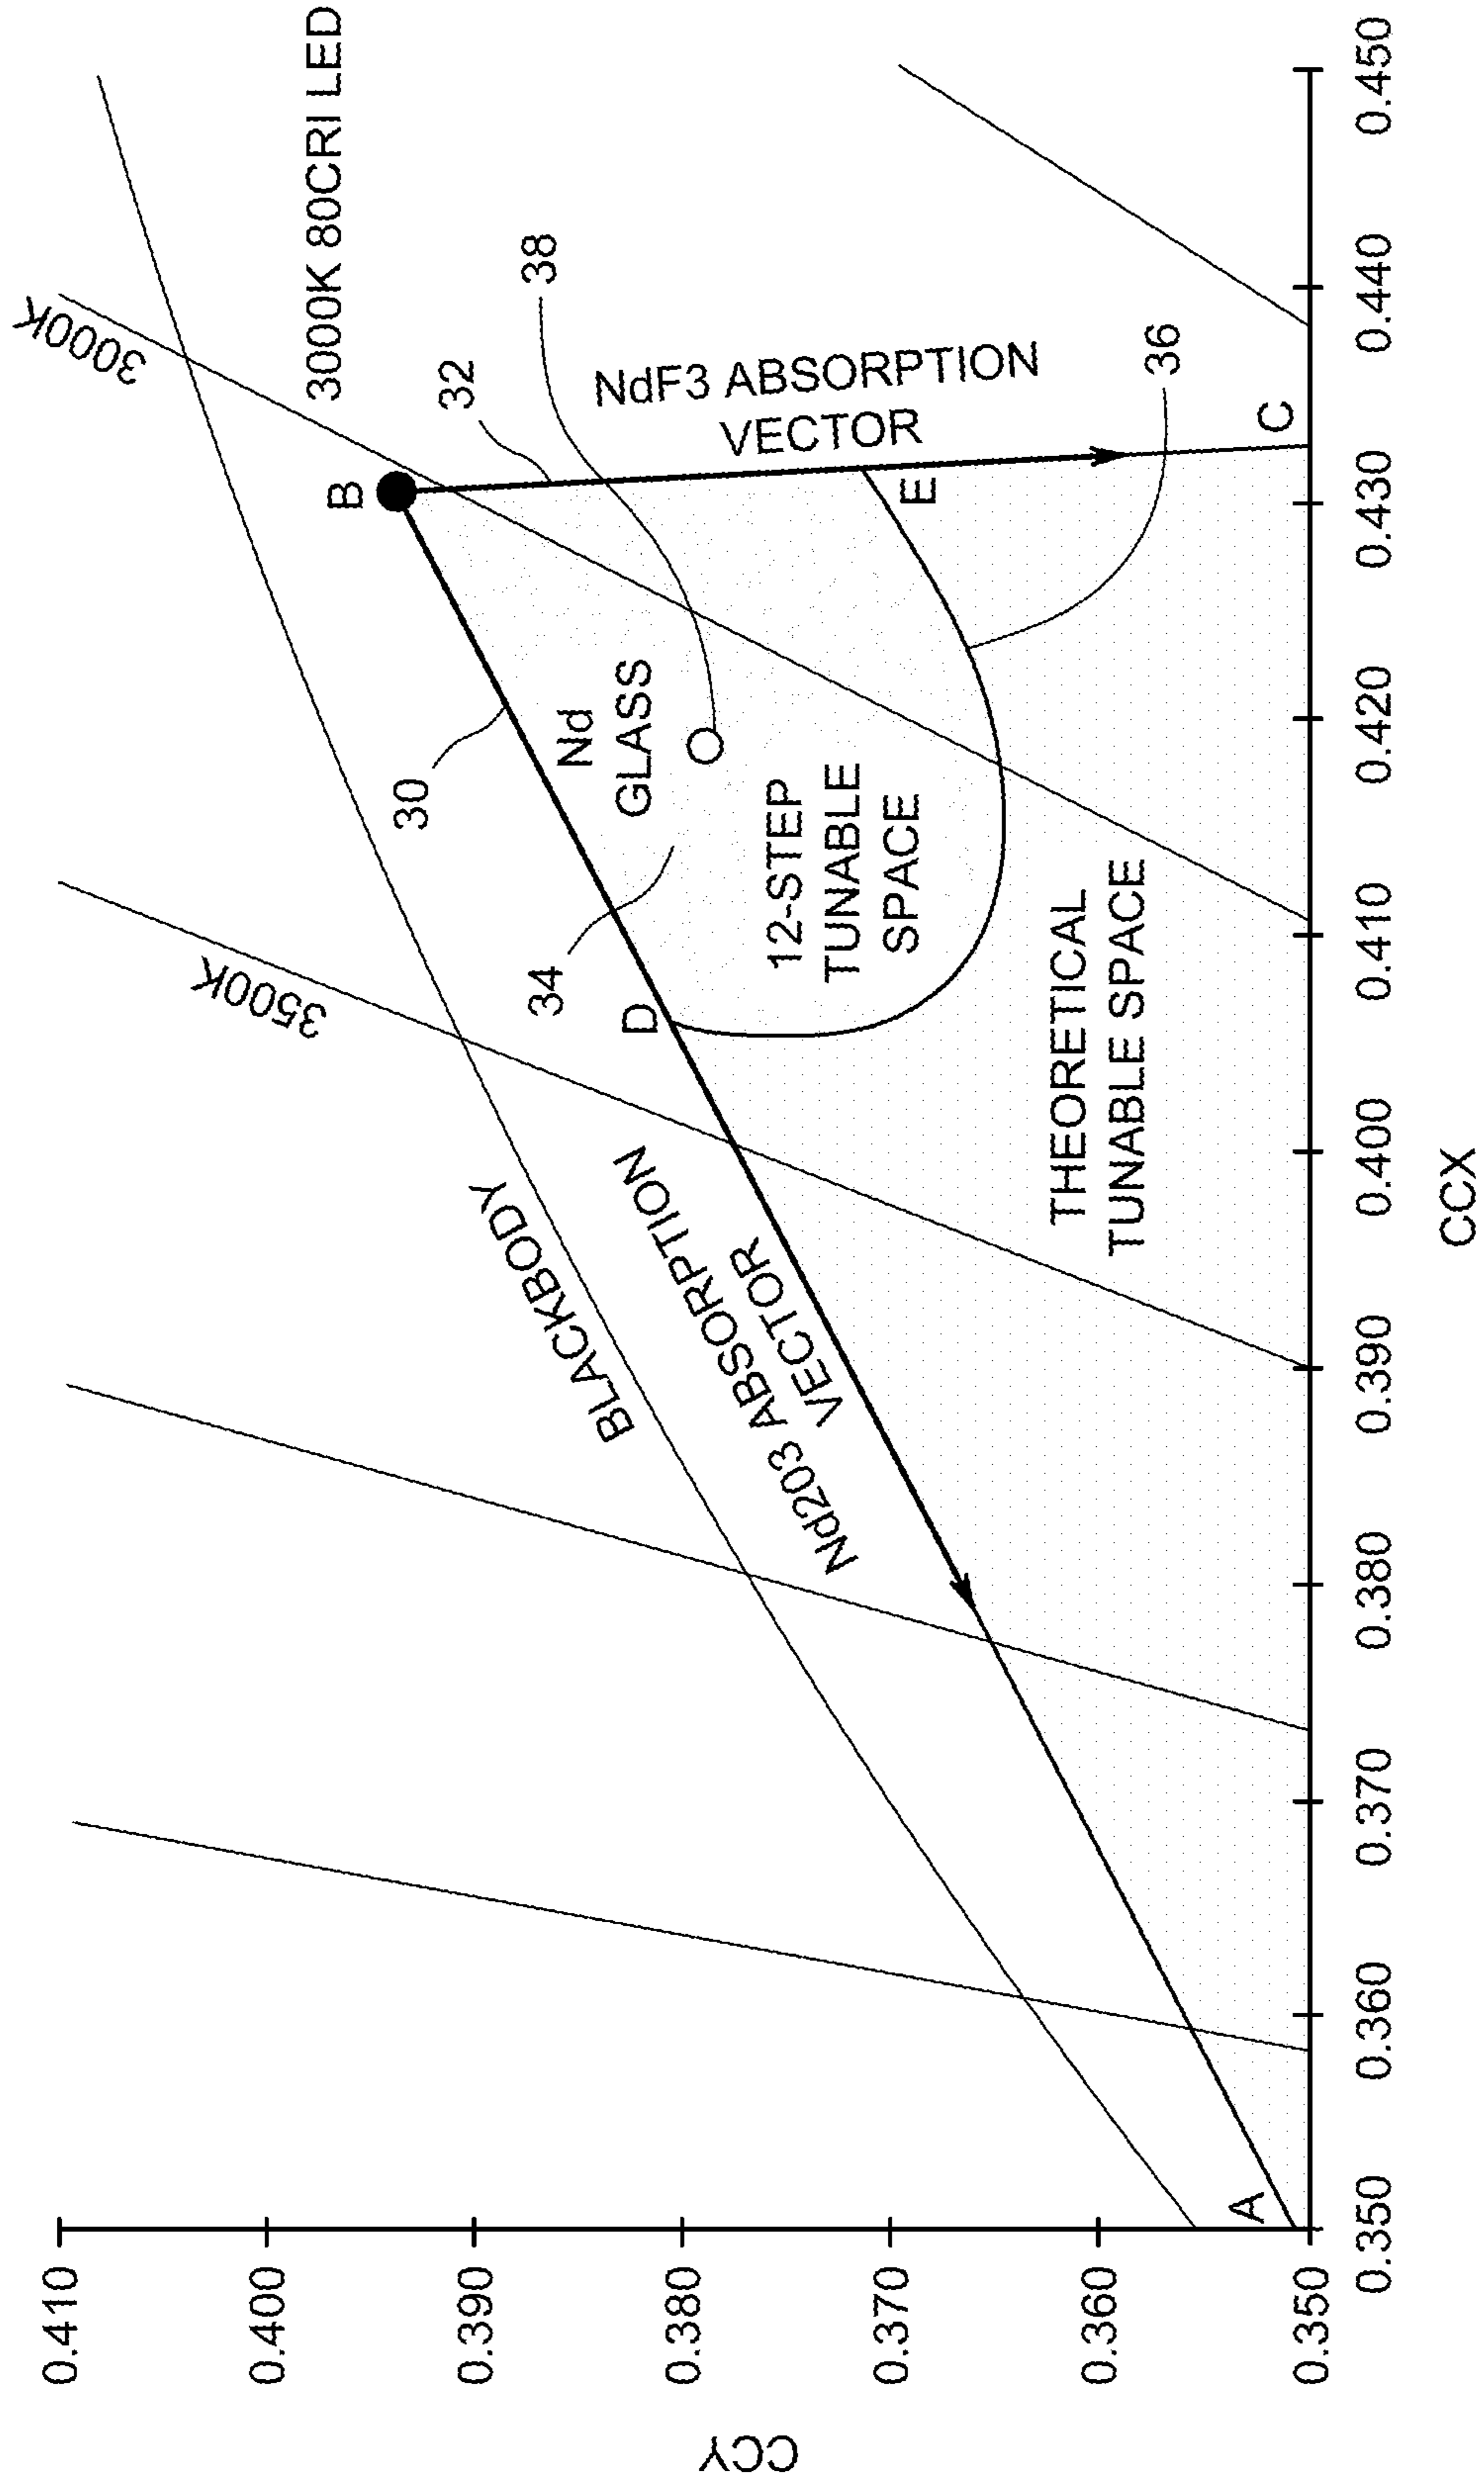 0.410
0.400
0.390
0.380
0.370
0.360
0.350
CCY
0.350
0.360
0.370
0.380
0.390
0.400
0.410
0.420
0.430
0.440
0.450
CCX
3000K
3500K
3000K 80CRI LED
B
BLACKBODY
30
32
38
Nd203 ABSORPTION
VECTOR
NdF3 ABSORPTION
VECTOR
Nd
GLASS
34
D
12-STEP
TUNABLE
SPACE
E
36
THEORETICAL
TUNABLE SPACE
A
C